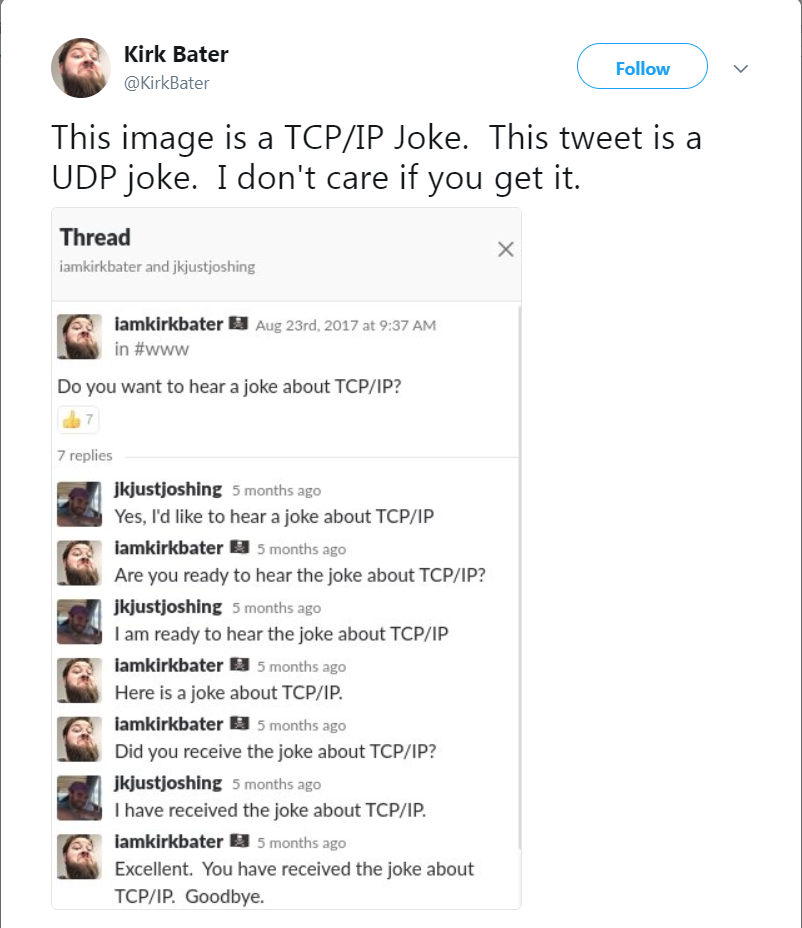 Kirk Bater
@KirkBater
Follow
This image is a TCP/IP Joke.  This tweet is a
UDP joke.  I don't care if you get it.
Thread
iamkirkbater and jkjustjoshing
iamkirkbater Aug 23rd, 2017 at 9:37 AM
in #www
Do you want to hear a joke about TCP/IP?
7
7 replies
jkjustjoshing 5 months ago
Yes, I'd like to hear a joke about TCP/IP
iamkirkbater 5 months ago
Are you ready to hear the joke about TCP/IP?
jkjustjoshing 5 months ago
I am ready to hear the joke about TCP/IP
iamkirkbater 5 months ago
Here is a joke about TCP/IP.
iamkirkbater 5 months ago
Did you receive the joke about TCP/IP?
jkjustjoshing 5 months ago
I have received the joke about TCP/IP.
iamkirkbater 5 months ago
Excellent.  You have received the joke about
TCP/IP.  Goodbye.